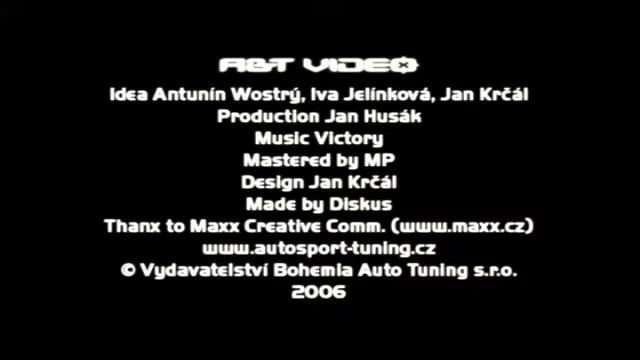 A&T VIDEO
Idea Antunín Wostrý, Iva Jelínková, Jan Krčál
Production Jan Husák
Music Victory
Mastered by MP
Design Jan Krčál
Made by Diskus
Thanx to Maxx Creative Comm. (www.maxx.cz)
www.autosport-tuning.cz
© Vydavatelství Bohemia Auto Tuning s.r.o.
2006